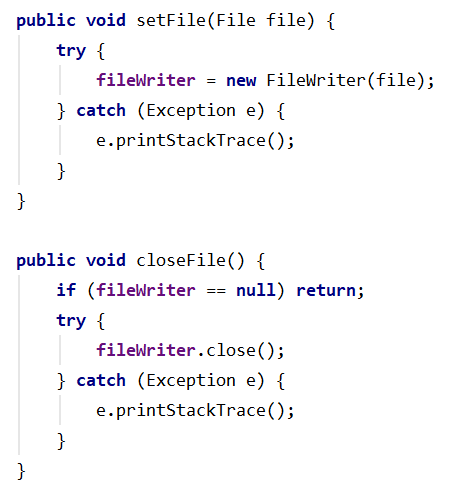 public void setFile(File file) {
    try {
        fileWriter = new FileWriter(file);
    } catch (Exception e) {
        e.printStackTrace();
    }
}

public void closeFile() {
    if (fileWriter == null) return;
    try {
        fileWriter.close();
    } catch (Exception e) {
        e.printStackTrace();
    }
}